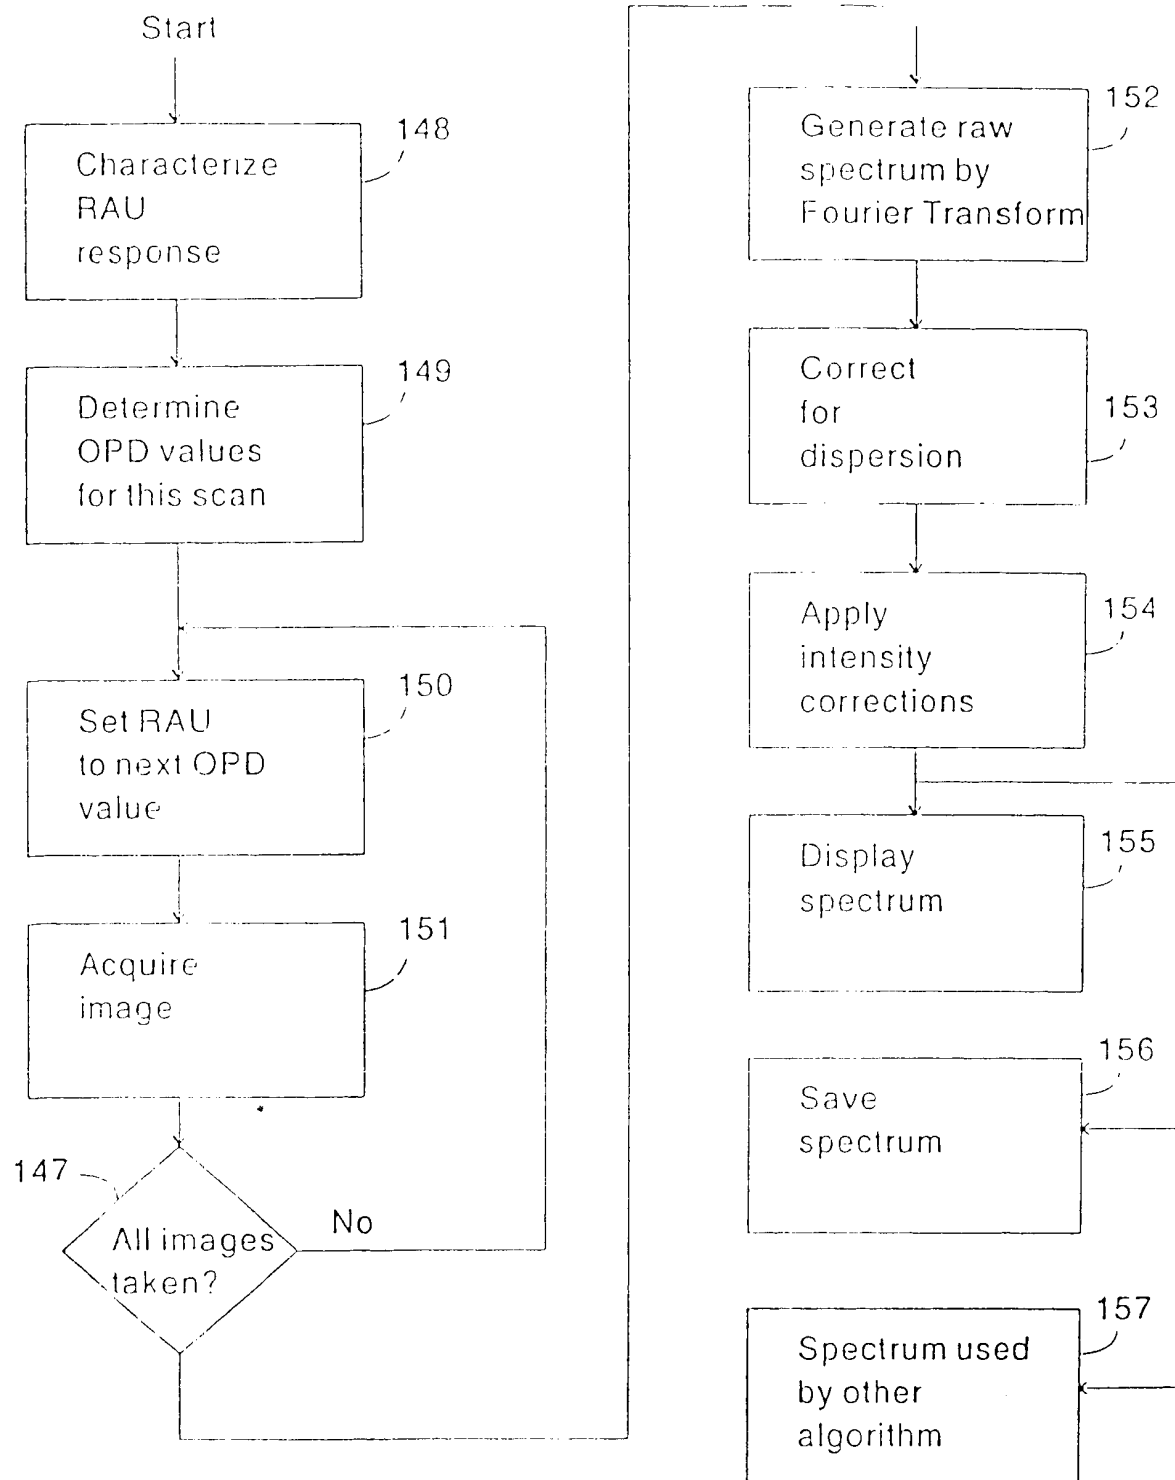 Start
148
Characterize
RAU
response
149
Determine
OPD values
for this scan
150
Set RAU
to next OPD
value
151
Acquire
image
147
All images
taken?
No
152
Generate raw
spectrum by
Fourier Transform
153
Correct
for
dispersion
154
Apply
intensity
corrections
155
Display
spectrum
156
Save
spectrum
157
Spectrum used
by other
algorithm